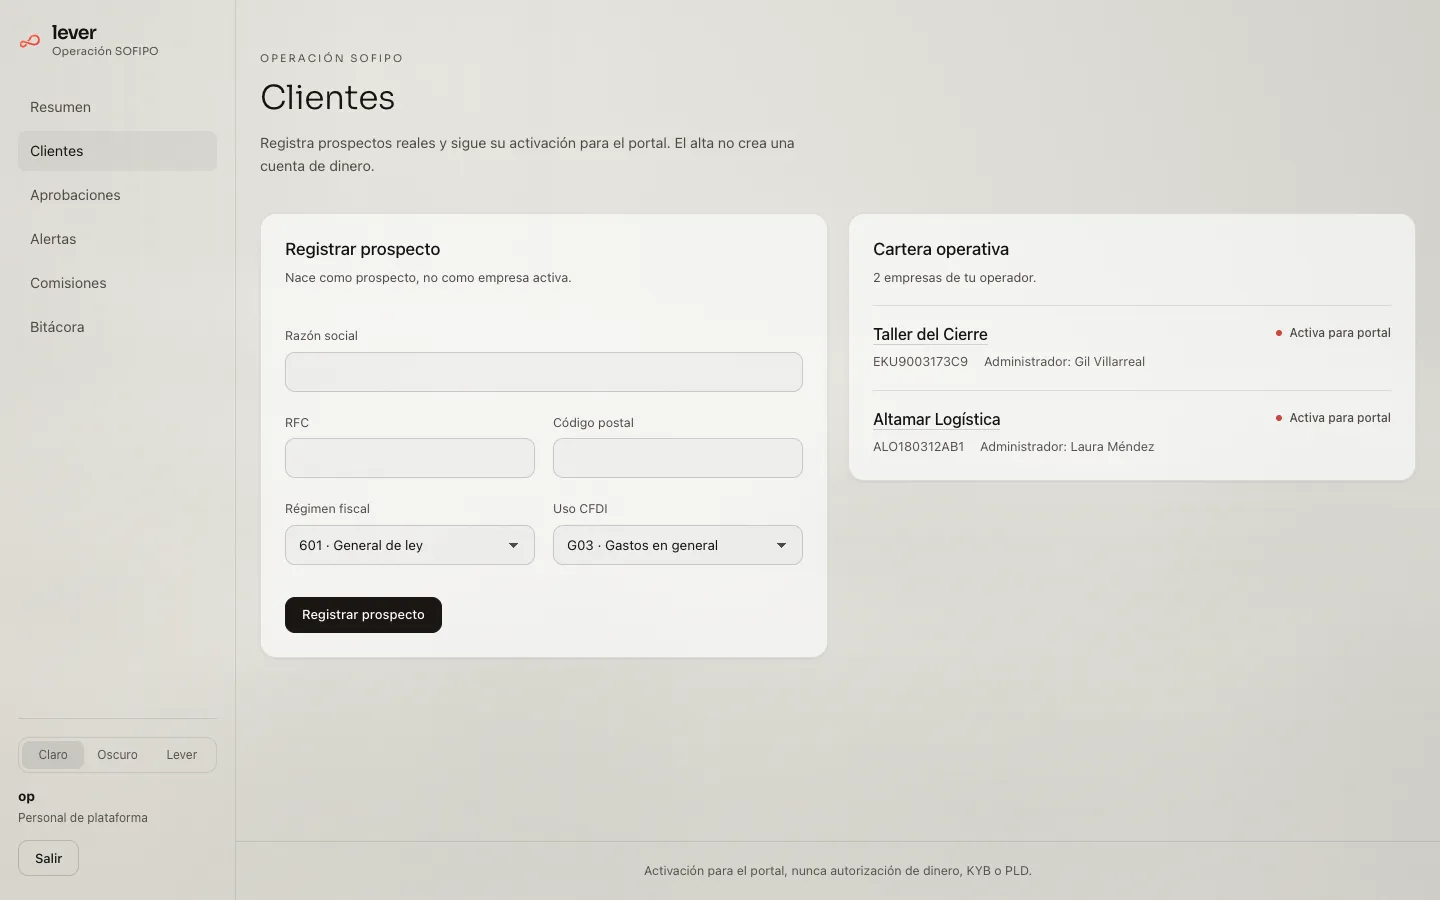 lever
Operación SOFIPO
Resumen
Clientes
Aprobaciones
Alertas
Comisiones
Bitácora
Claro
Oscuro
Lever
op
Personal de plataforma
Salir
OPERACIÓN SOFIPO
Clientes
Registra prospectos reales y sigue su activación para el portal. El alta no crea una
cuenta de dinero.
Registrar prospecto
Nace como prospecto, no como empresa activa.
Razón social
RFC
Código postal
Régimen fiscal
Uso CFDI
601 · General de ley
G03 · Gastos en general
Registrar prospecto
Cartera operativa
2 empresas de tu operador.
Taller del Cierre
Activa para portal
EKU9003173C9
Administrador: Gil Villarreal
Altamar Logística
Activa para portal
ALO180312AB1
Administrador: Laura Méndez
Activación para el portal, nunca autorización de dinero, KYB o PLD.